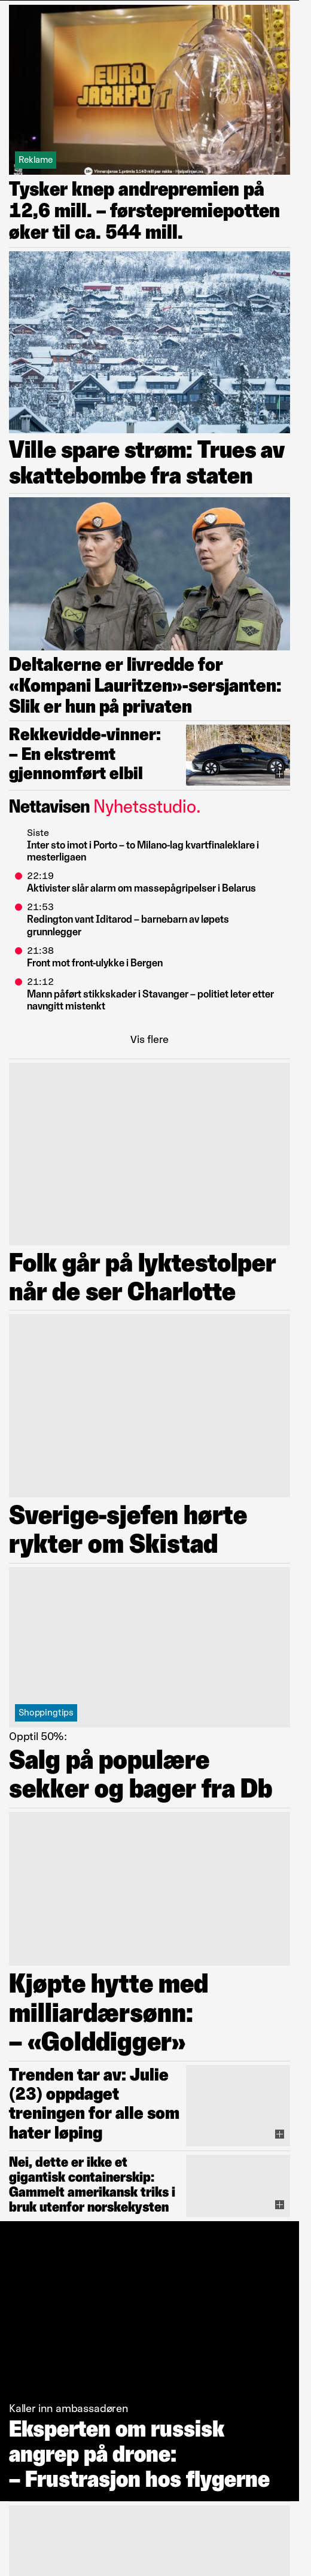 EURO
JACKPOT
Reklame
Tysker knep andrepremien på
12,6 mill. – førstepremiepotten
øker til ca. 544 mill.
Ville spare strøm: Trues av
skattebombe fra staten
Deltakerne er livredde for
«Kompani Lauritzen»-sersjanten:
Slik er hun på privaten
Rekkevidde-vinner:
– En ekstremt
gjennomført elbil
Nettavisen Nyhetsstudio.
Siste
Inter sto imot i Porto – to Milano-lag kvartfinaleklare i
mesterligaen
22:19
Aktivister slår alarm om massepågripelser i Belarus
21:53
Redington vant Iditarod – barnebarn av løpets
grunnlegger
21:38
Front mot front-ulykke i Bergen
21:12
Mann påført stikkskader i Stavanger – politiet leter etter
navngitt mistenkt
Vis flere
Folk går på lyktestolper
når de ser Charlotte
Sverige-sjefen hørte
rykter om Skistad
Shoppingtips
Opptil 50%:
Salg på populære
sekker og bager fra Db
Kjøpte hytte med
milliardærsønn:
– «Golddigger»
Trenden tar av: Julie
(23) oppdaget
treningen for alle som
hater løping
Nei, dette er ikke et
gigantisk containerskip:
Gammelt amerikansk triks i
bruk utenfor norskekysten
Kaller inn ambassadøren
Eksperten om russisk
angrep på drone:
– Frustrasjon hos flygerne